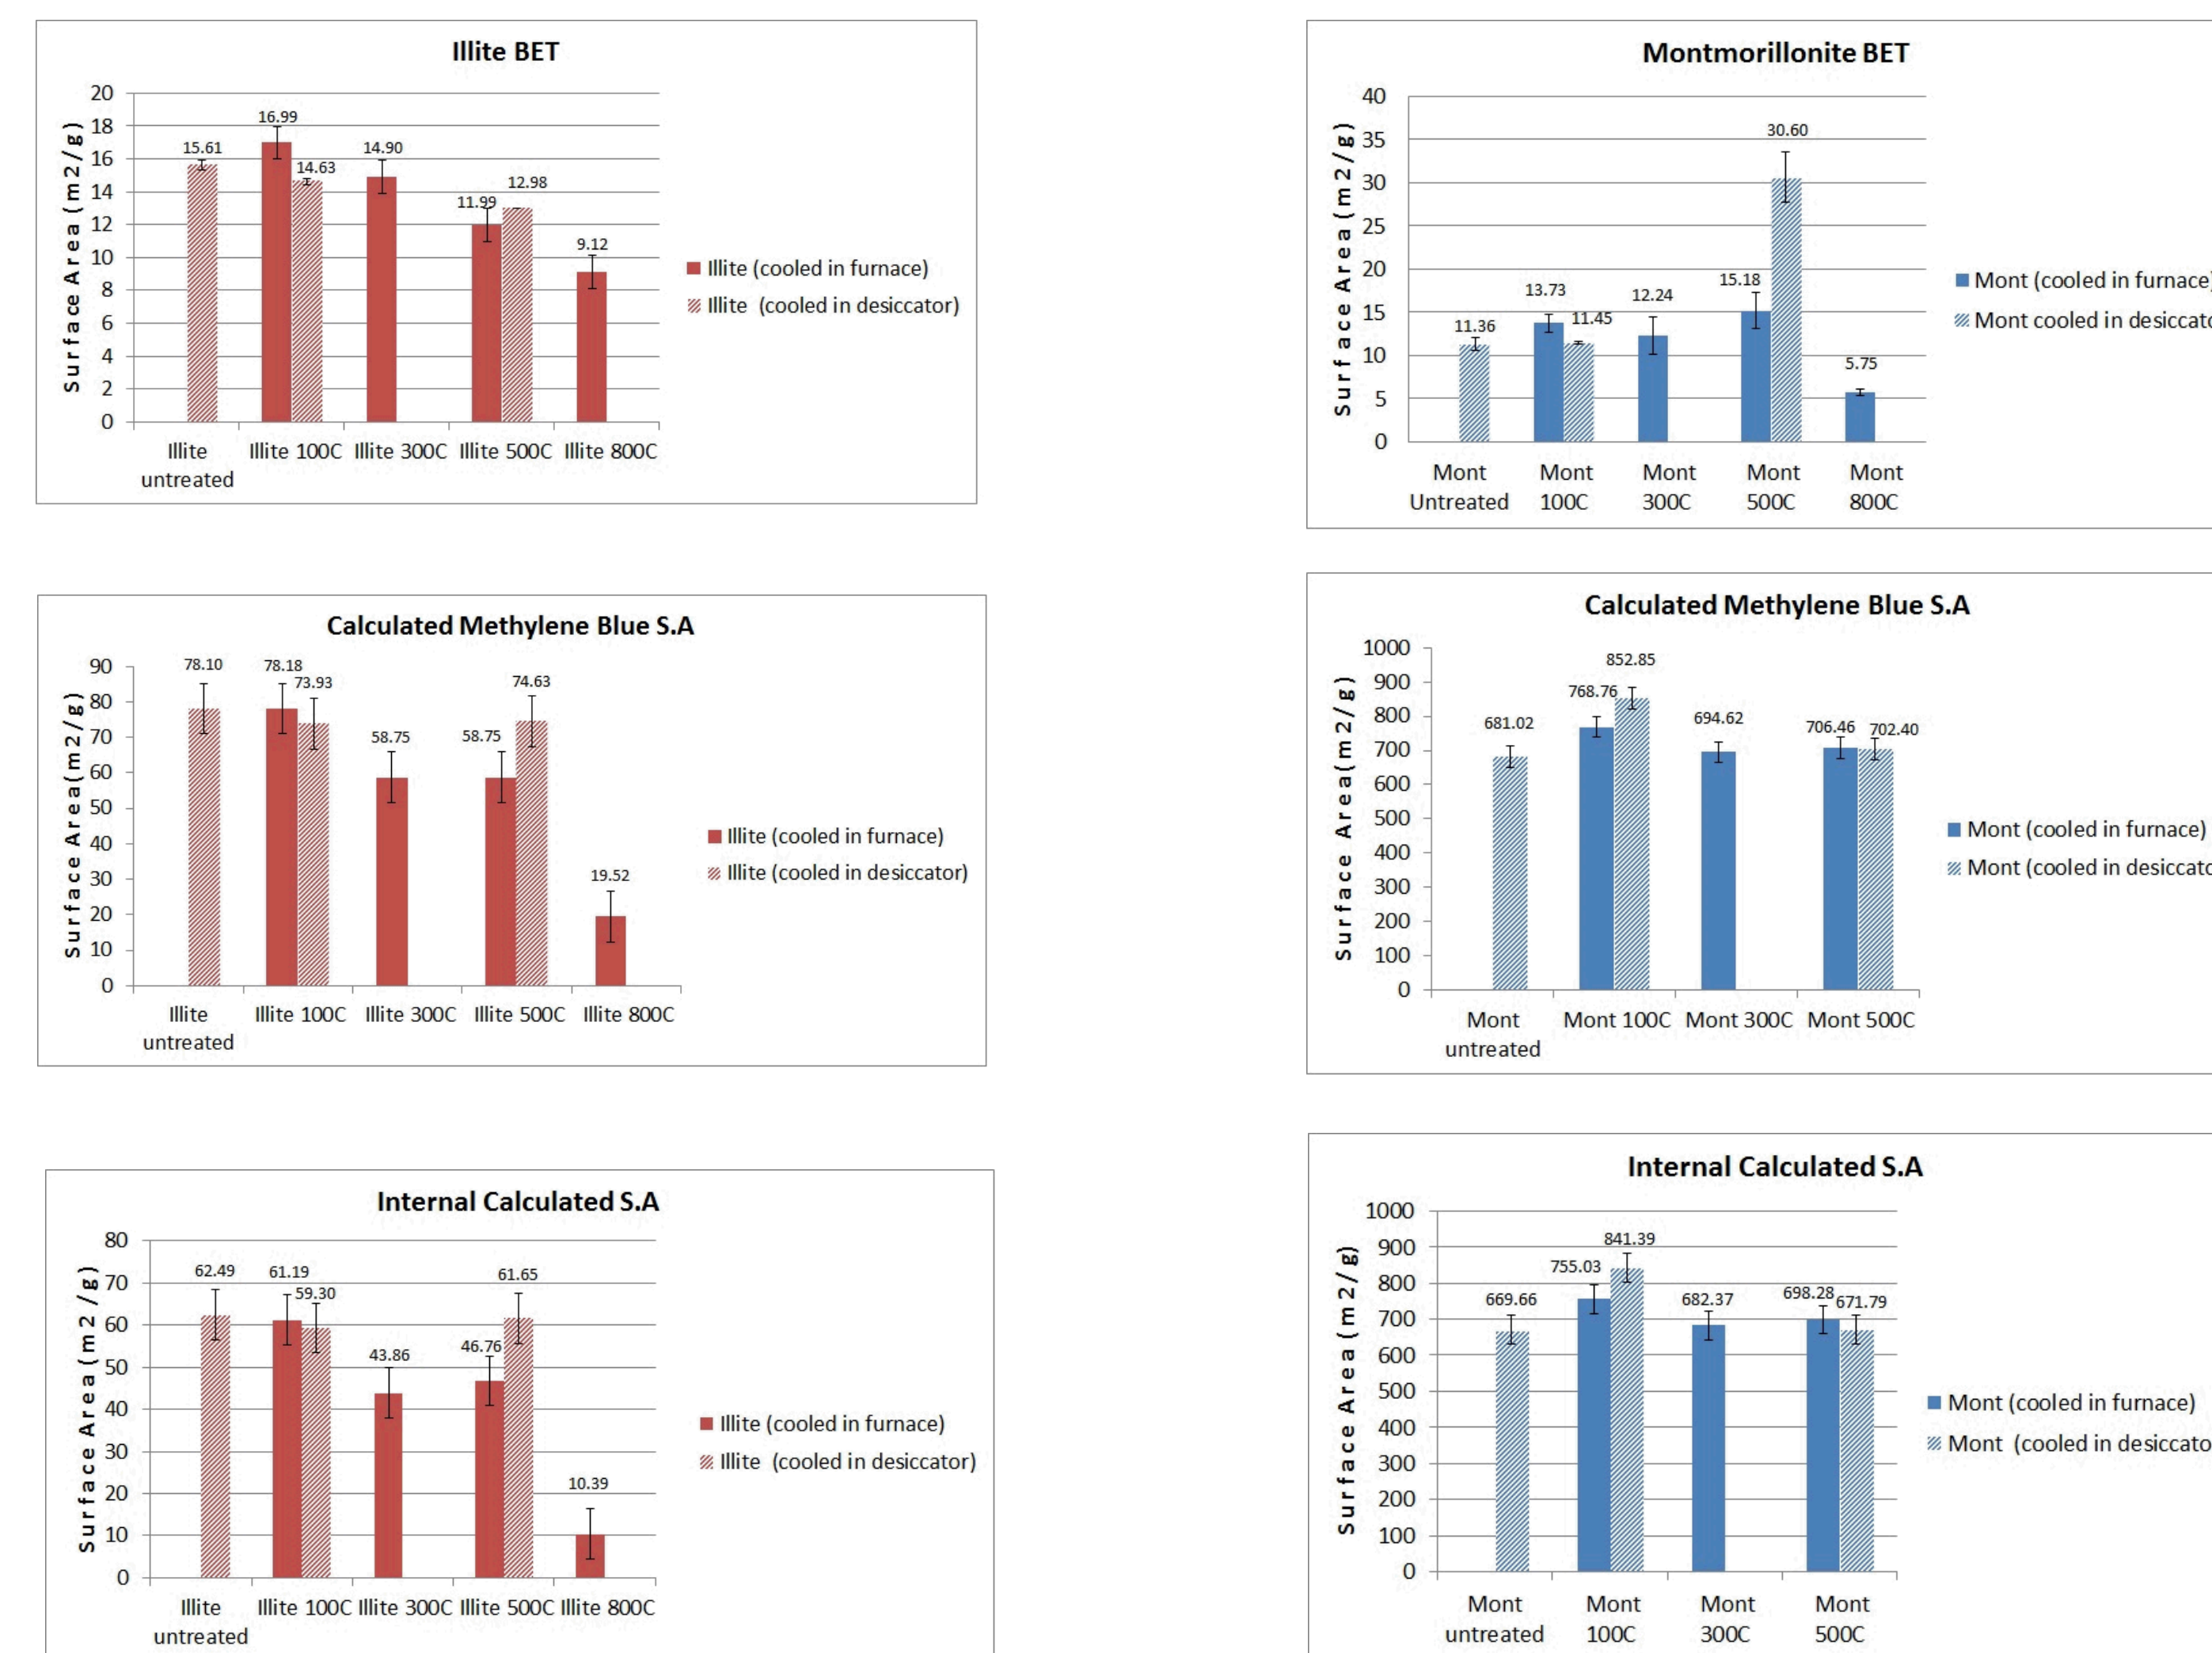 Illite BET
Surface Area (m2/g)
20
18
16
14
12
10
8
6
4
2
0
15.61
16.99
14.63
14.90
11.99
12.98
9.12
Illite untreated
Illite 100C
Illite 300C
Illite 500C
Illite 800C
Illite (cooled in furnace)
Illite (cooled in desiccator)
Montmorillonite BET
Surface Area (m2/g)
40
35
30
25
20
15
10
5
0
11.36
13.73
11.45
12.24
15.18
30.60
5.75
Mont Untreated
Mont 100C
Mont 300C
Mont 500C
Mont 800C
Mont (cooled in furnace)
Mont cooled in desiccato
Calculated Methylene Blue S.A
Surface Area(m2/g)
90
80
70
60
50
40
30
20
10
0
78.10
78.18
73.93
58.75
58.75
74.63
19.52
Illite untreated
Illite 100C
Illite 300C
Illite 500C
Illite 800C
Illite (cooled in furnace)
Illite (cooled in desiccator)
Calculated Methylene Blue S.A
Surface Area(m2/g)
1000
900
800
700
600
500
400
300
200
100
0
681.02
768.76
852.85
694.62
706.46
702.40
Mont untreated
Mont 100C
Mont 300C
Mont 500C
Mont (cooled in furnace)
Mont (cooled in desiccato
Internal Calculated S.A
Surface Area (m2 /g)
80
70
60
50
40
30
20
10
0
62.49
61.19
59.30
43.86
46.76
61.65
10.39
Illite untreated
Illite 100C
Illite 300C
Illite 500C
Illite 800C
Illite (cooled in furnace)
Illite (cooled in desiccator)
Internal Calculated S.A
Surface Area (m2/g)
1000
900
800
700
600
500
400
300
200
100
0
669.66
755.03
841.39
682.37
698.28
671.79
Mont untreated
Mont 100C
Mont 300C
Mont 500C
Mont (cooled in furnace)
Mont (cooled in desiccato